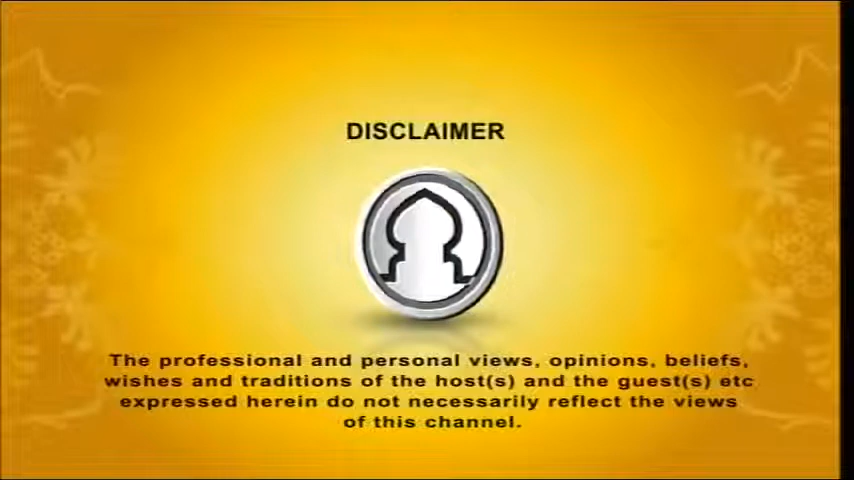 DISCLAIMER
The professional and personal views, opinions, beliefs,
wishes and traditions of the host(s) and the guest(s) etc
expressed herein do not necessarily reflect the views
of this channel.